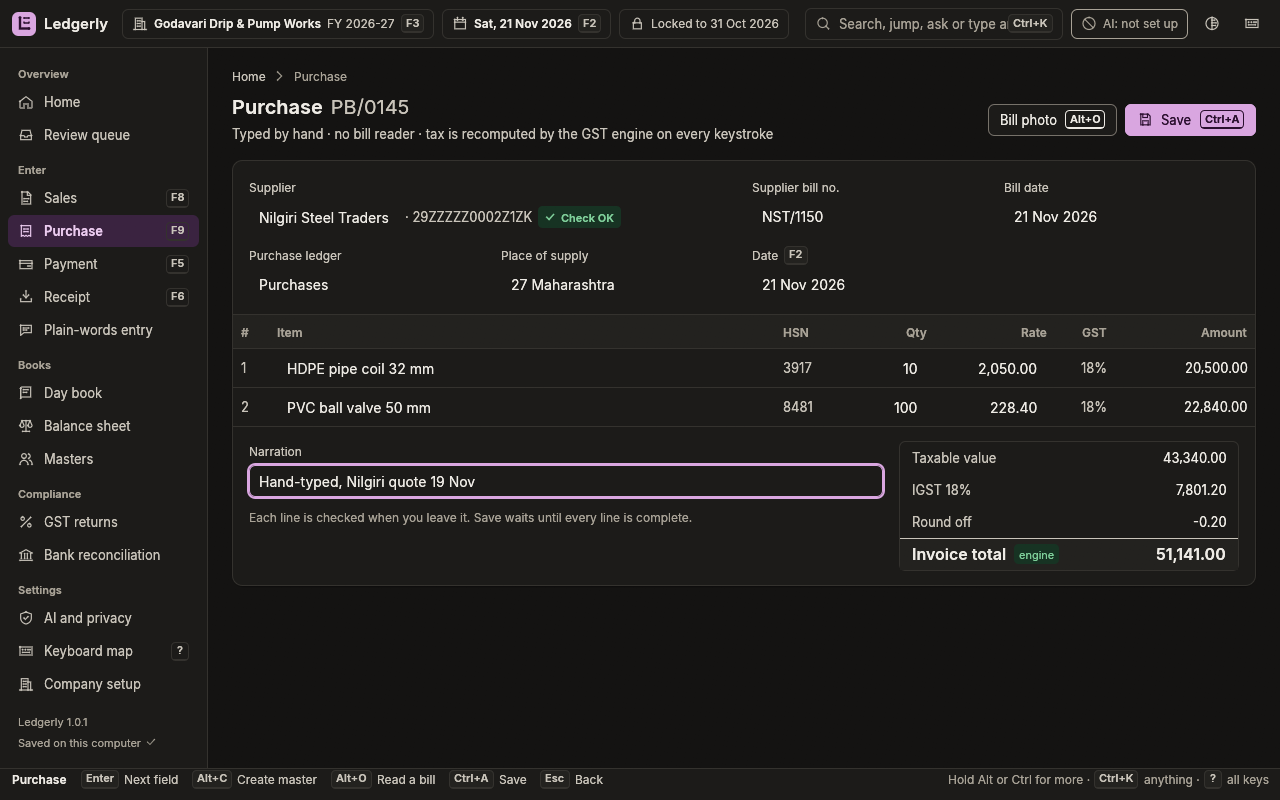 Ledgerly
Godavari Drip & Pump Works FY 2026-27 F3
Sat, 21 Nov 2026 F2
Locked to 31 Oct 2026
Search, jump, ask or type a Ctrl+K
AI: not set up
Overview
Home
Review queue
Enter
Sales F8
Purchase F9
Payment F5
Receipt F6
Plain-words entry
Books
Day book
Balance sheet
Masters
Compliance
GST returns
Bank reconciliation
Settings
AI and privacy
Keyboard map ?
Company setup
Ledgerly 1.0.1
Saved on this computer
Home Purchase
Purchase PB/0145
Typed by hand · no bill reader · tax is recomputed by the GST engine on every keystroke
Bill photo Alt+O
Save Ctrl+A
Supplier Supplier bill no. Bill date
Nilgiri Steel Traders · 29ZZZZZ0002Z1ZK Check OK NST/1150 21 Nov 2026
Purchase ledger Place of supply Date F2
Purchases 27 Maharashtra 21 Nov 2026
# Item HSN Qty Rate GST Amount
1 HDPE pipe coil 32 mm 3917 10 2,050.00 18% 20,500.00
2 PVC ball valve 50 mm 8481 100 228.40 18% 22,840.00
Narration
Hand-typed, Nilgiri quote 19 Nov
Each line is checked when you leave it. Save waits until every line is complete.
Taxable value 43,340.00
IGST 18% 7,801.20
Round off -0.20
Invoice total engine 51,141.00
Purchase Enter Next field Alt+C Create master Alt+O Read a bill Ctrl+A Save Esc Back
Hold Alt or Ctrl for more · Ctrl+K anything · ? all keys